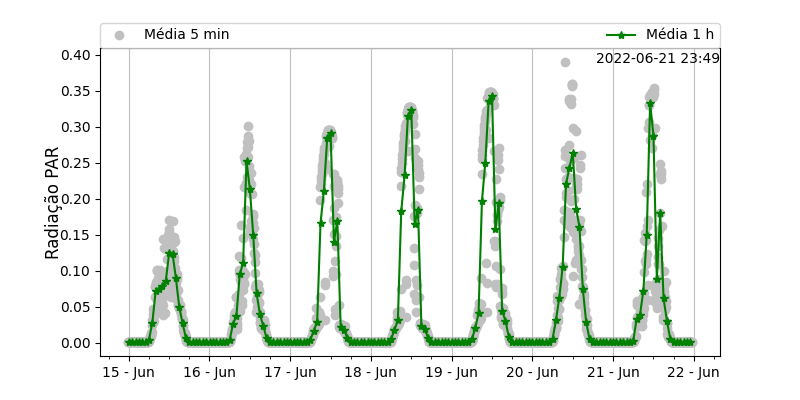 Média 5 min
Média 1 h
2022-06-21 23:49
Radiação PAR
0.40
0.35
0.30
0.25
0.20
0.15
0.10
0.05
0.00
15 - Jun
16 - Jun
17 - Jun
18 - Jun
19 - Jun
20 - Jun
21 - Jun
22 - Jun